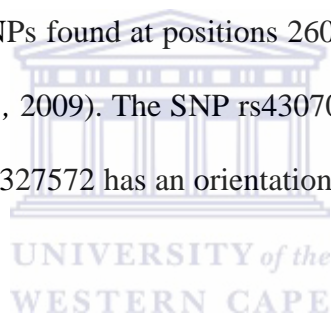 NPs found at positions 260
, 2009). The SNP rs43070
327572 has an orientation
UNIVERSITY of the
WESTERN CAPE